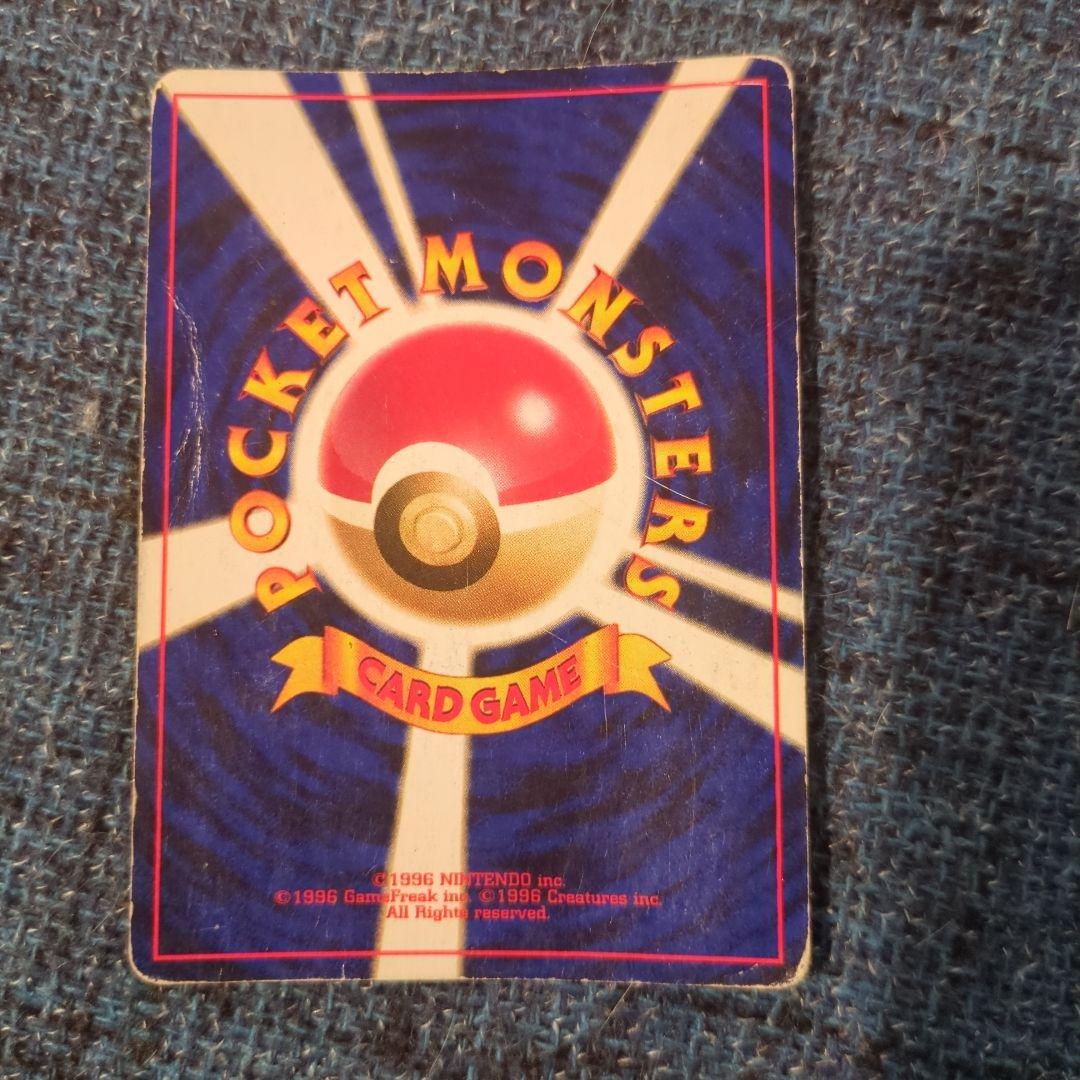 POCKET MONSTERS
CARD GAME
©1996 NINTENDO inc.
©1996 GameFreak inc. ©1996 Creatures inc.
All Rights reserved.